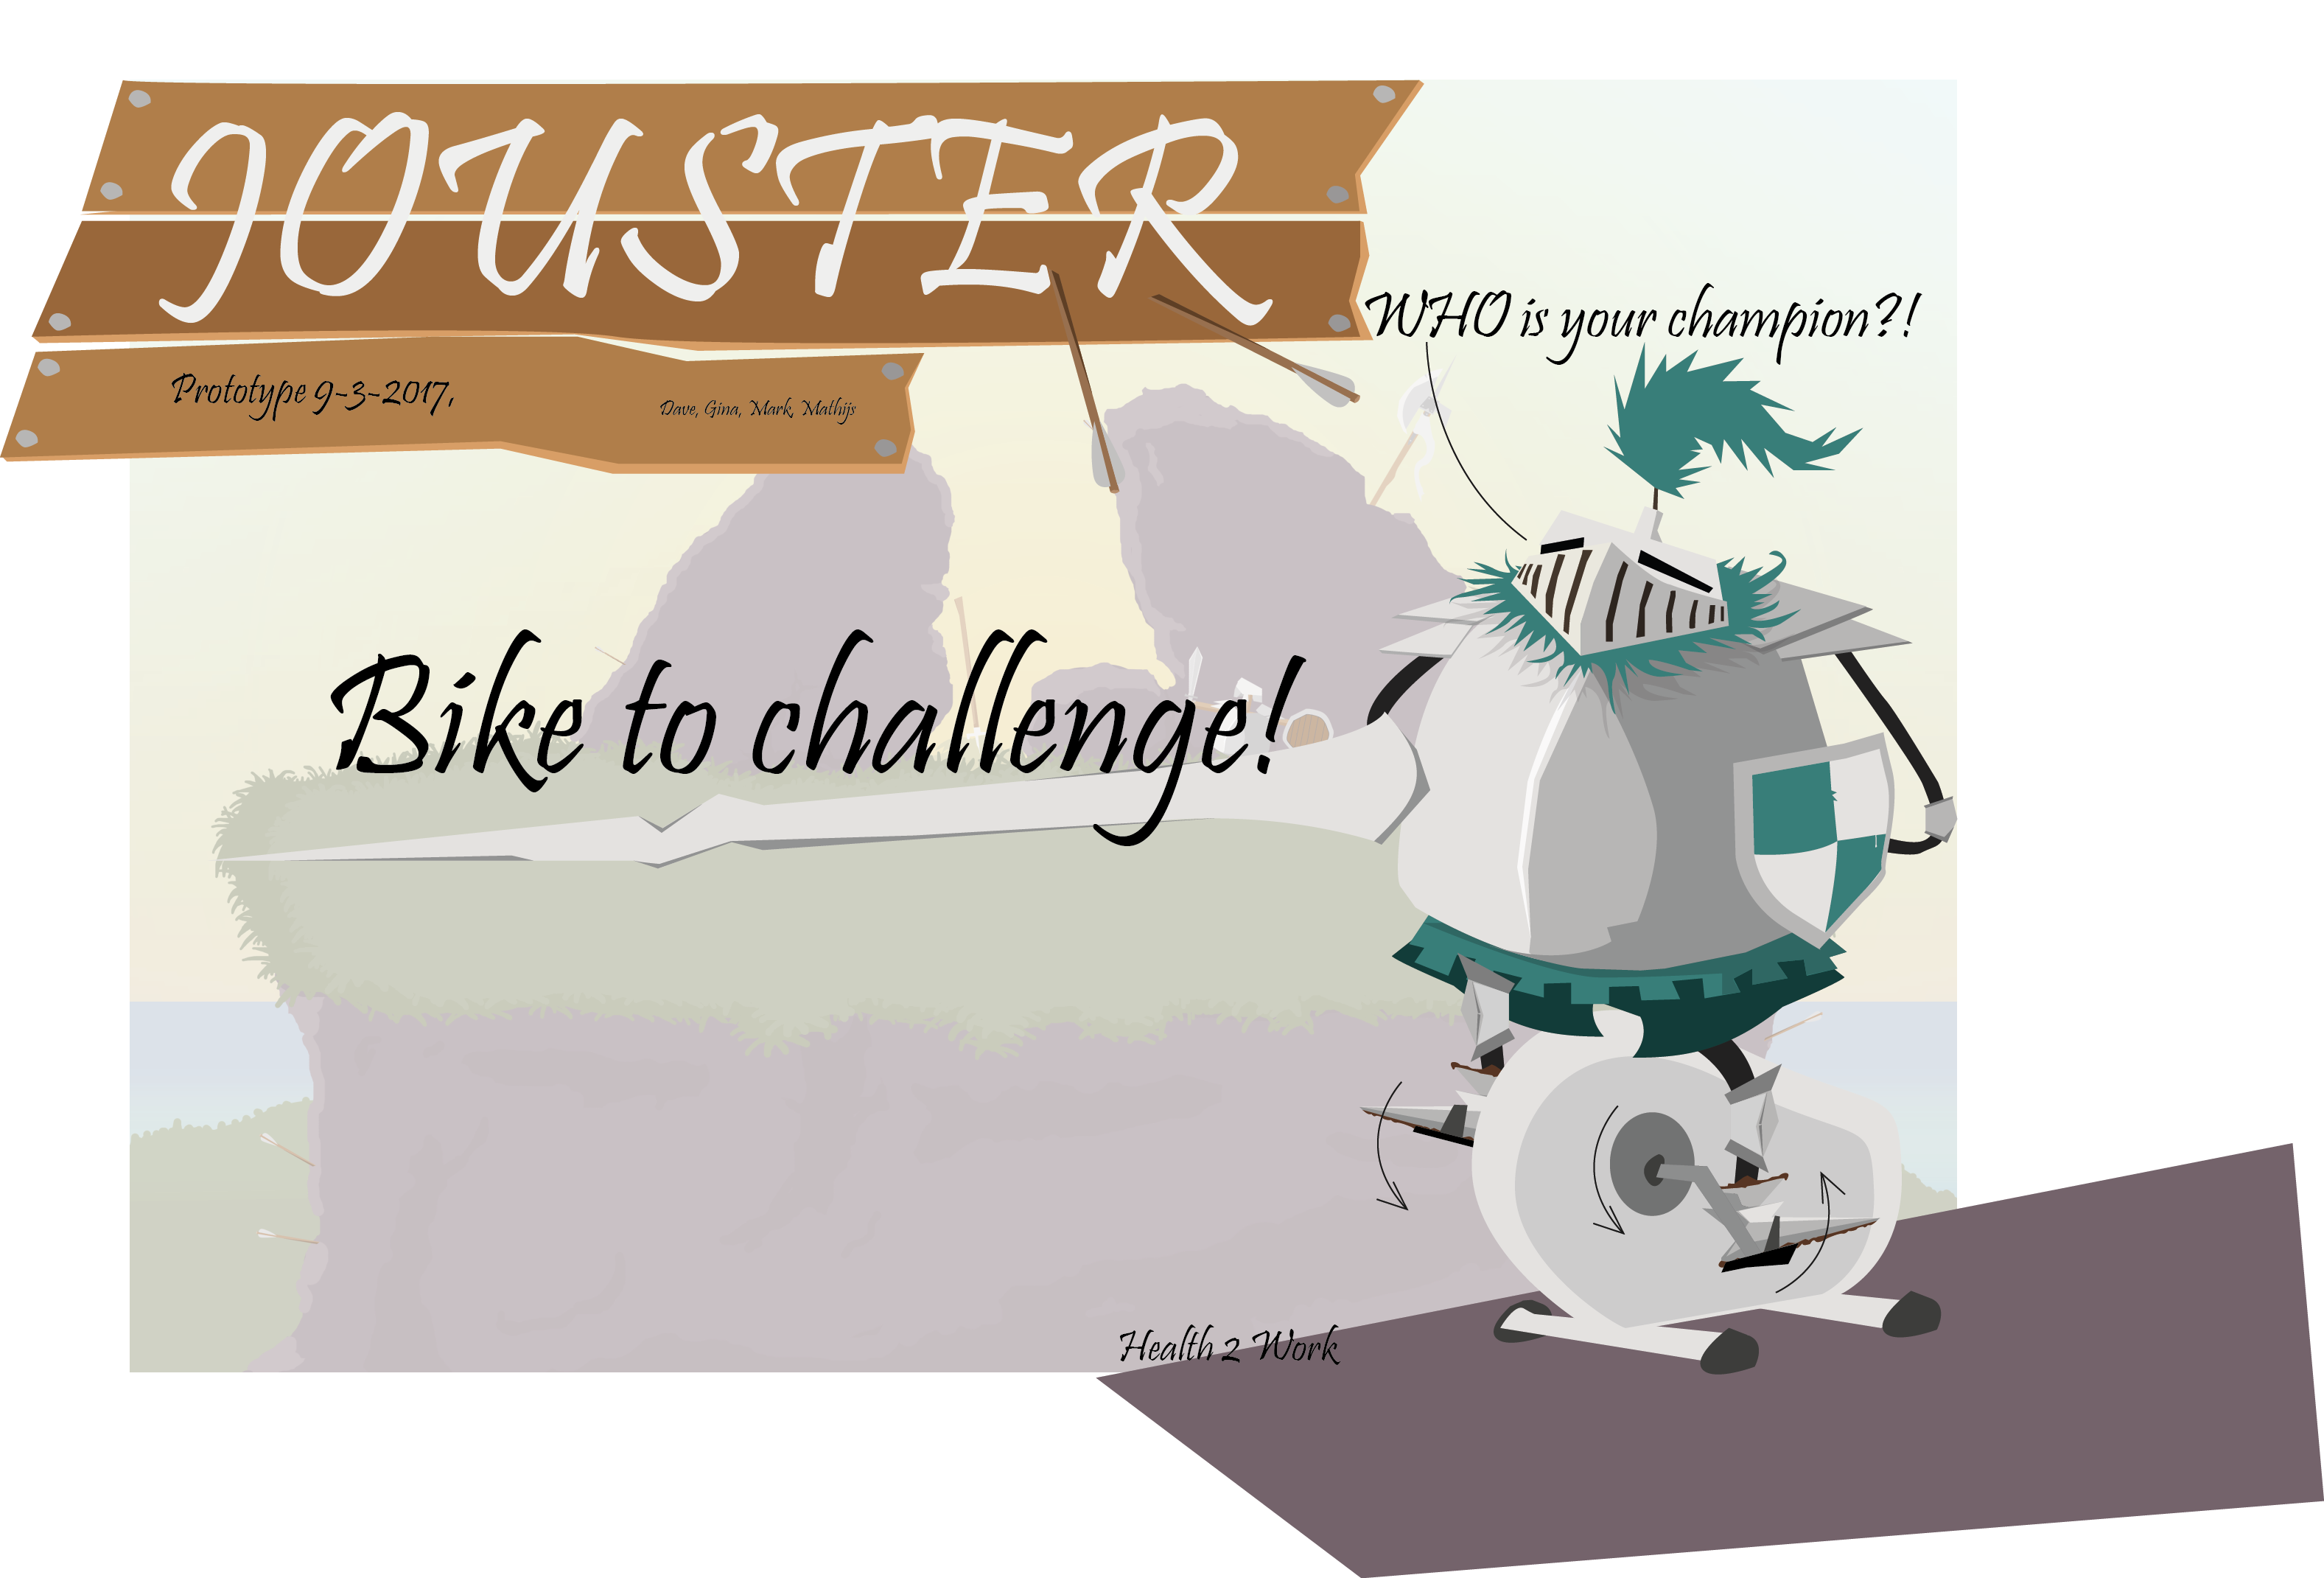 JOUSTER
WHO is your champion?!
Prototype 9-3-2017,
Dave, Gina, Mark, Mathijs
Bike to challenge!
Health 2 Work